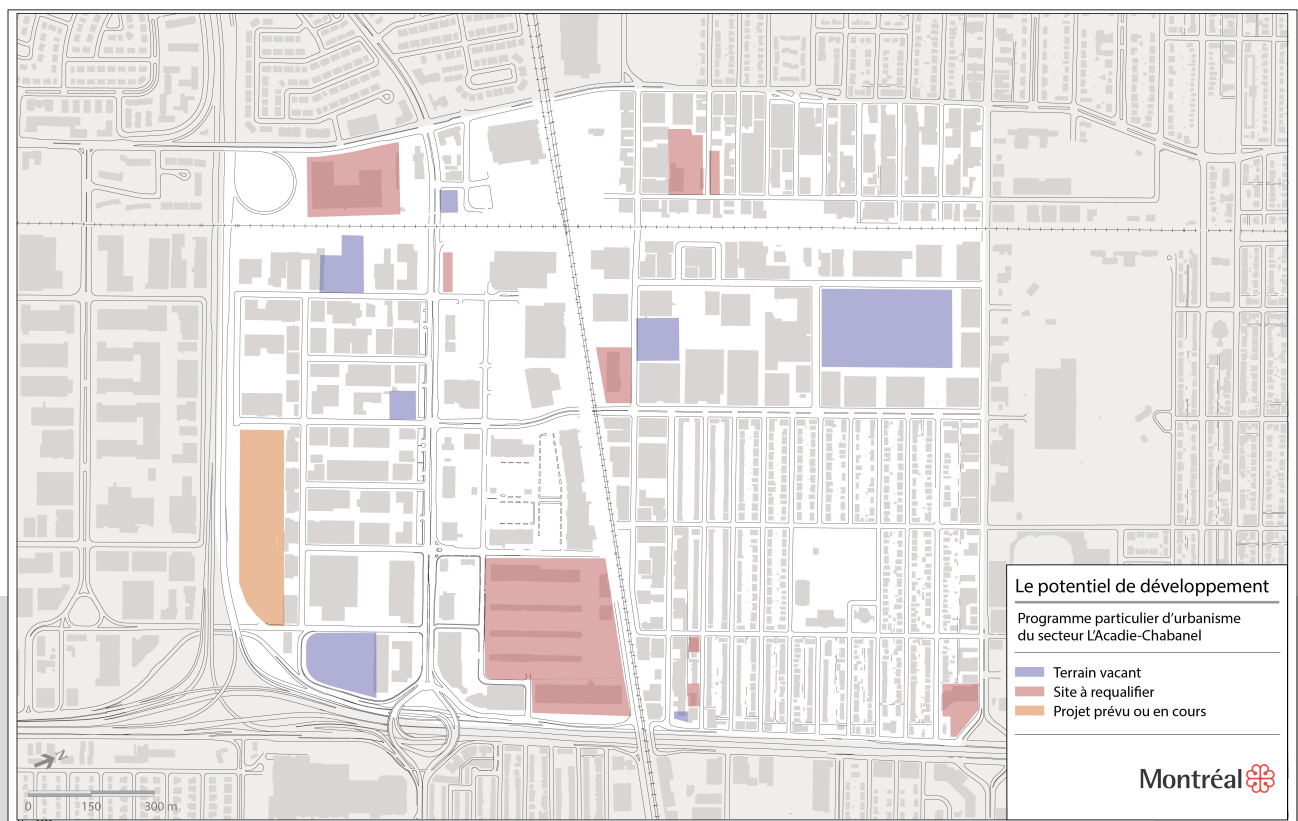 Le potentiel de développement
Programme particulier d'urbanisme
du secteur L'Acadie-Chabanel
Terrain vacant
Site à requalifier
Projet prévu ou en cours
Montréal
N
0 150 300 m